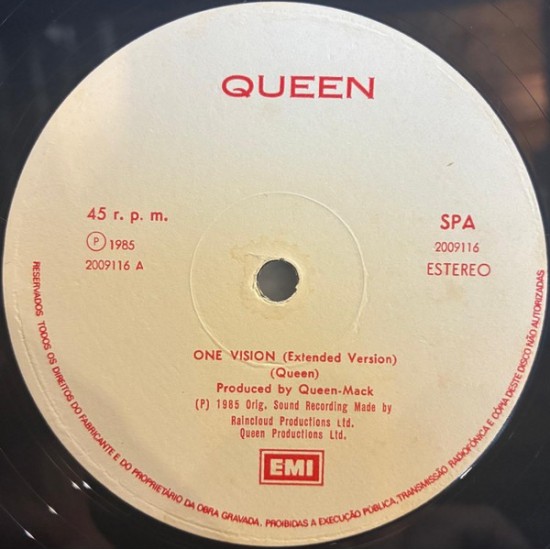 QUEEN
45 r. p. m.
Ⓟ 1985
2009116 A
SPA
2009116
ESTEREO
ONE VISION (Extended Version)
(Queen)
Produced by Queen-Mack
(P) 1985 Orig. Sound Recording Made by
Raincloud Productions Ltd.
Queen Productions Ltd.
EMI
RESERVADOS TODOS OS DIREITOS DO FABRICANTE E DO PROPRIETÁRIO DA OBRA GRAVADA. PROIBIDAS A EXECUÇÃO PÚBLICA, TRANSMISSÃO RADIOFÓNICA E CÓPIA DESTE DISCO NÃO AUTORIZADAS